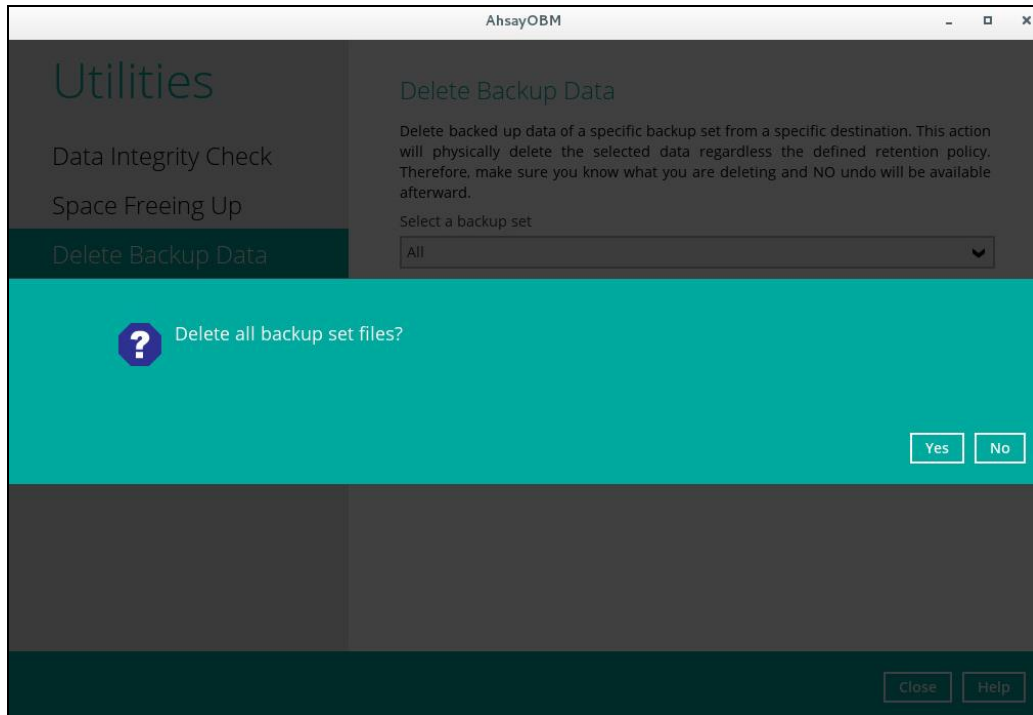 AhsayOBM
Utilities
Data Integrity Check
Space Freeing Up
Delete Backup Data
Delete Backup Data
Delete backed up data of a specific backup set from a specific destination. This action
will physically delete the selected data regardless the defined retention policy.
Therefore, make sure you know what you are deleting and NO undo will be available
afterward.
Select a backup set
All
?
Delete all backup set files?
Yes
No
Close
Help